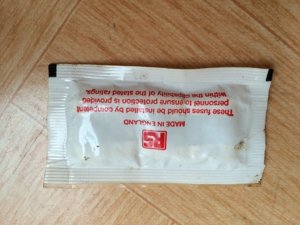 RS
MADE IN ENGLAND
These fuses should be installed by competent
personnel to ensure protection is provided
within the capability of the stated ratings.